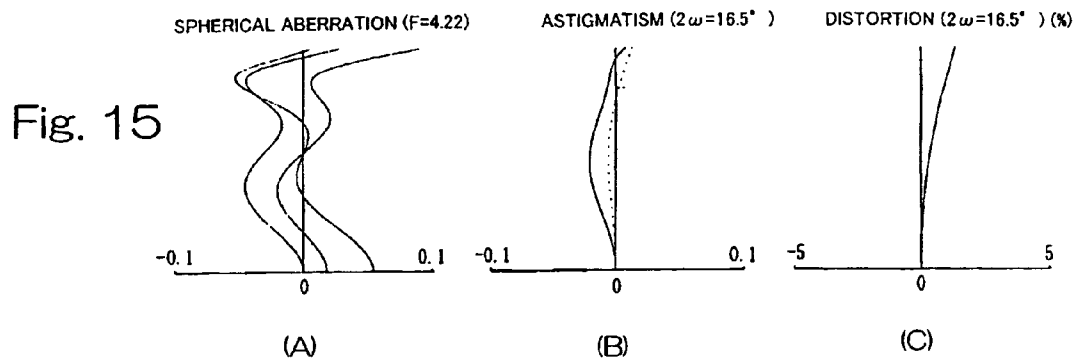 SPHERICAL ABERRATION (F=4.22)
ASTIGMATISM (2ω=16.5° )
DISTORTION (2ω=16.5° ) (%)
Fig. 15
-0.1
0.1
0
-0.1
0.1
0
-5
5
0
(A)
(B)
(C)